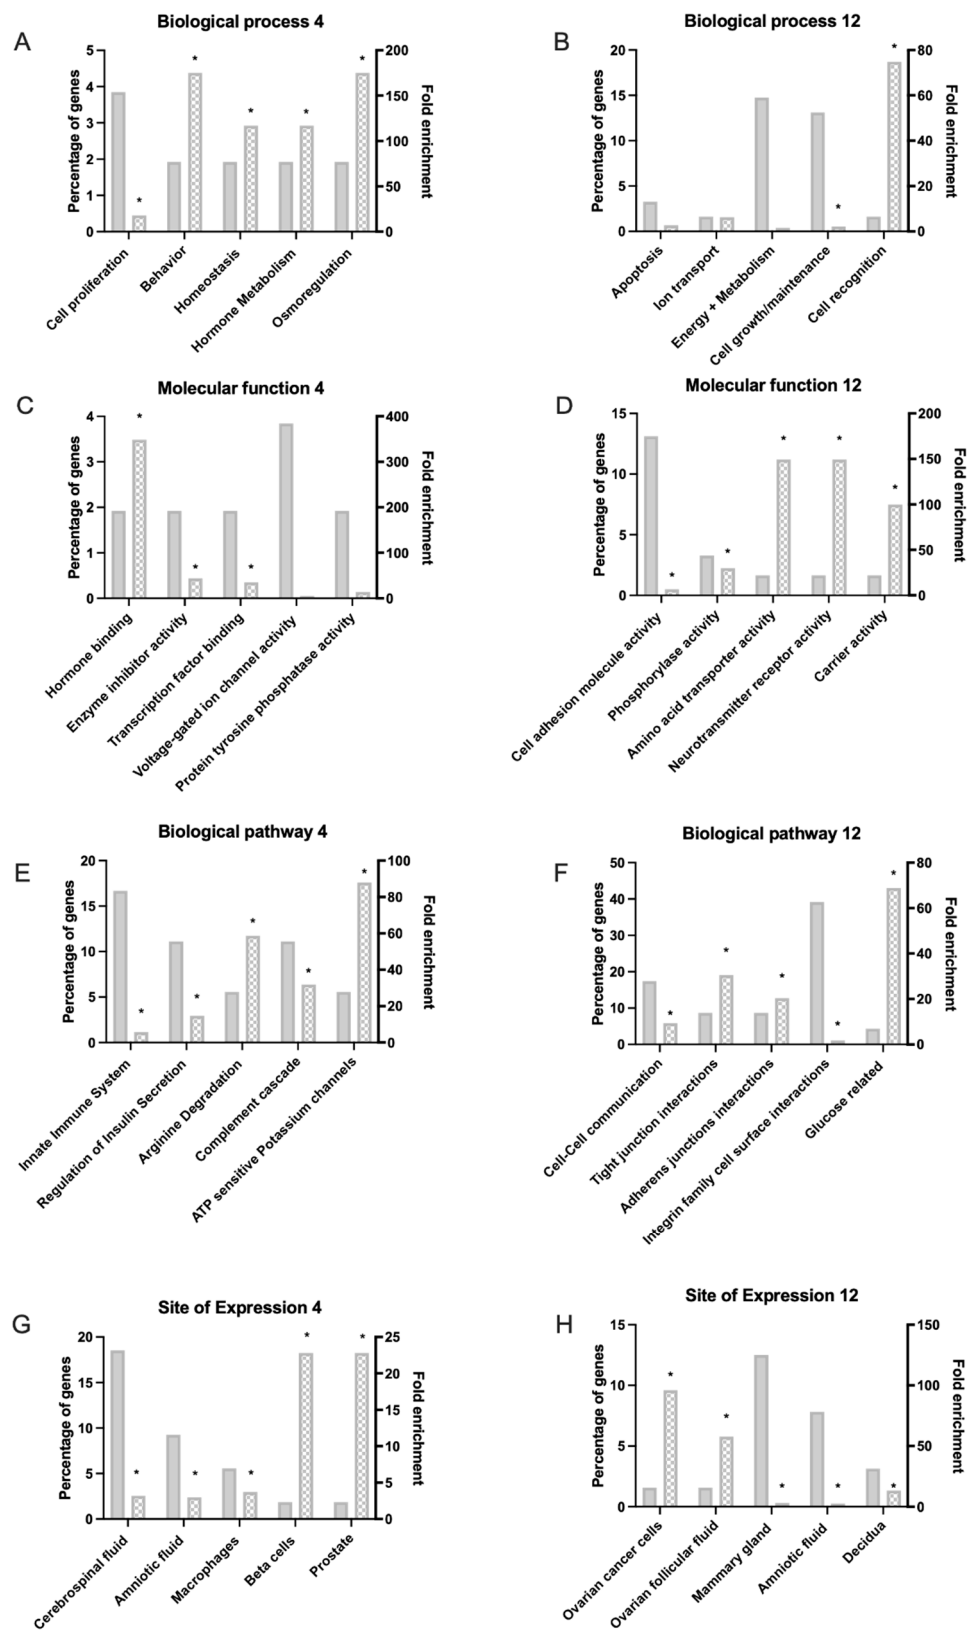 A
Biological process 4
Percentage of genes
5
4
3
2
1
0
200
150
100
50
0
Fold enrichment
*
*
*
*
*
Cell proliferation
Behavior
Homeostasis
Hormone Metabolism
Osmoregulation
B
Biological process 12
Percentage of genes
20
15
10
5
0
80
60
40
20
0
Fold enrichment
*
*
Apoptosis
Ion transport
Energy + Metabolism
Cell growth/maintenance
Cell recognition
C
Molecular function 4
Percentage of genes
4
3
2
1
0
400
300
200
100
0
Fold enrichment
*
*
*
Hormone binding
Enzyme inhibitor activity
Transcription factor binding
Voltage-gated ion channel activity
Protein tyrosine phosphatase activity
D
Molecular function 12
Percentage of genes
15
10
5
0
200
150
100
50
0
Fold enrichment
*
*
*
*
*
Cell adhesion molecule activity
Phosphorylase activity
Amino acid transporter activity
Neurotransmitter receptor activity
Carrier activity
E
Biological pathway 4
Percentage of genes
20
15
10
5
0
100
80
60
40
20
0
Fold enrichment
*
*
*
*
*
Innate Immune System
Regulation of Insulin Secretion
Arginine Degradation
Complement cascade
ATP sensitive Potassium channels
F
Biological pathway 12
Percentage of genes
50
40
30
20
10
0
80
60
40
20
0
Fold enrichment
*
*
*
*
*
Cell-Cell communication
Tight junction interactions
Adherens junctions interactions
Integrin family cell surface interactions
Glucose related
G
Site of Expression 4
Percentage of genes
20
15
10
5
0
25
20
15
10
5
0
Fold enrichment
*
*
*
*
*
Cerebrospinal fluid
Amniotic fluid
Macrophages
Beta cells
Prostate
H
Site of Expression 12
Percentage of genes
15
10
5
0
150
100
50
0
Fold enrichment
*
*
*
*
*
Ovarian cancer cells
Ovarian follicular fluid
Mammary gland
Amniotic fluid
Decidua